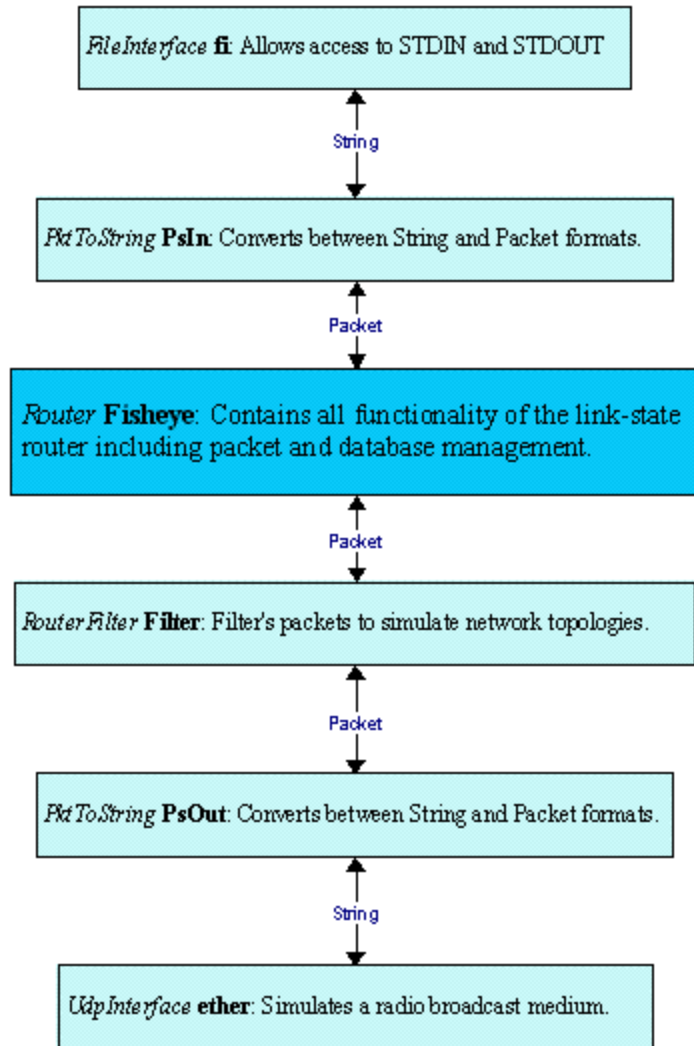 FileInterface fi: Allows access to STDIN and STDOUT
String
PktToString PsIn: Converts between String and Packet formats.
Packet
Router Fisheye: Contains all functionality of the link-state
router including packet and database management.
Packet
RouterFilter Filter: Filter's packets to simulate network topologies.
Packet
PktToString PsOut: Converts between String and Packet formats.
String
UdpInterface ether: Simulates a radio broadcast medium.